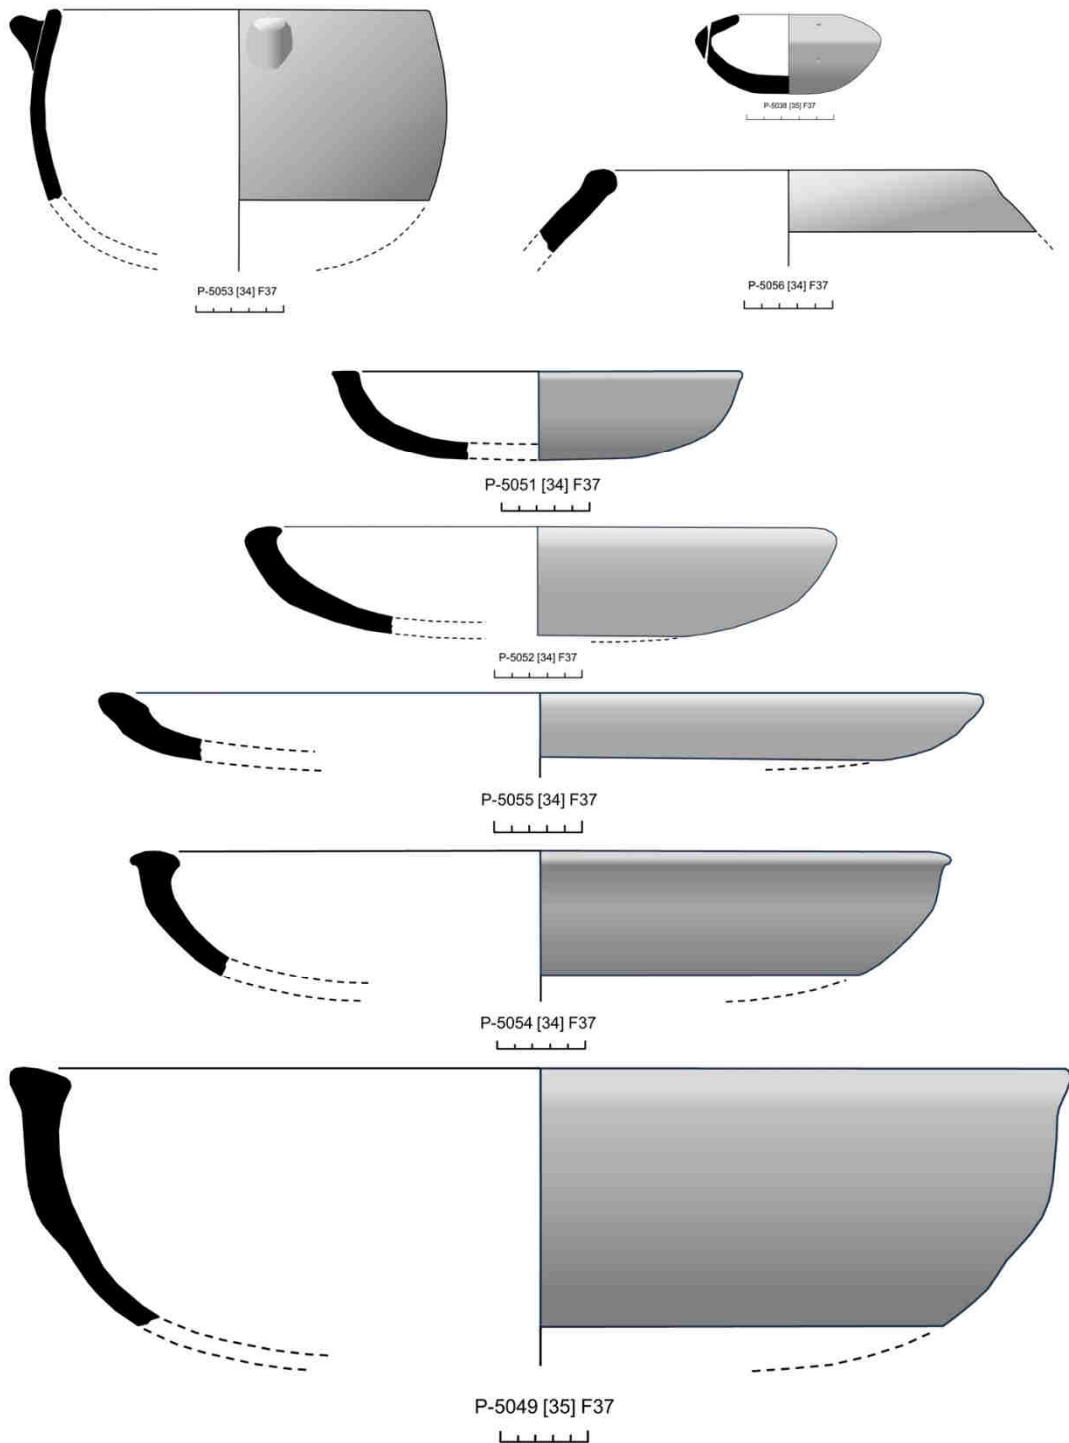 P-5038 [35] F37
P-5053 [34] F37
P-5056 [34] F37
P-5051 [34] F37
P-5052 [34] F37
P-5055 [34] F37
P-5054 [34] F37
P-5049 [35] F37